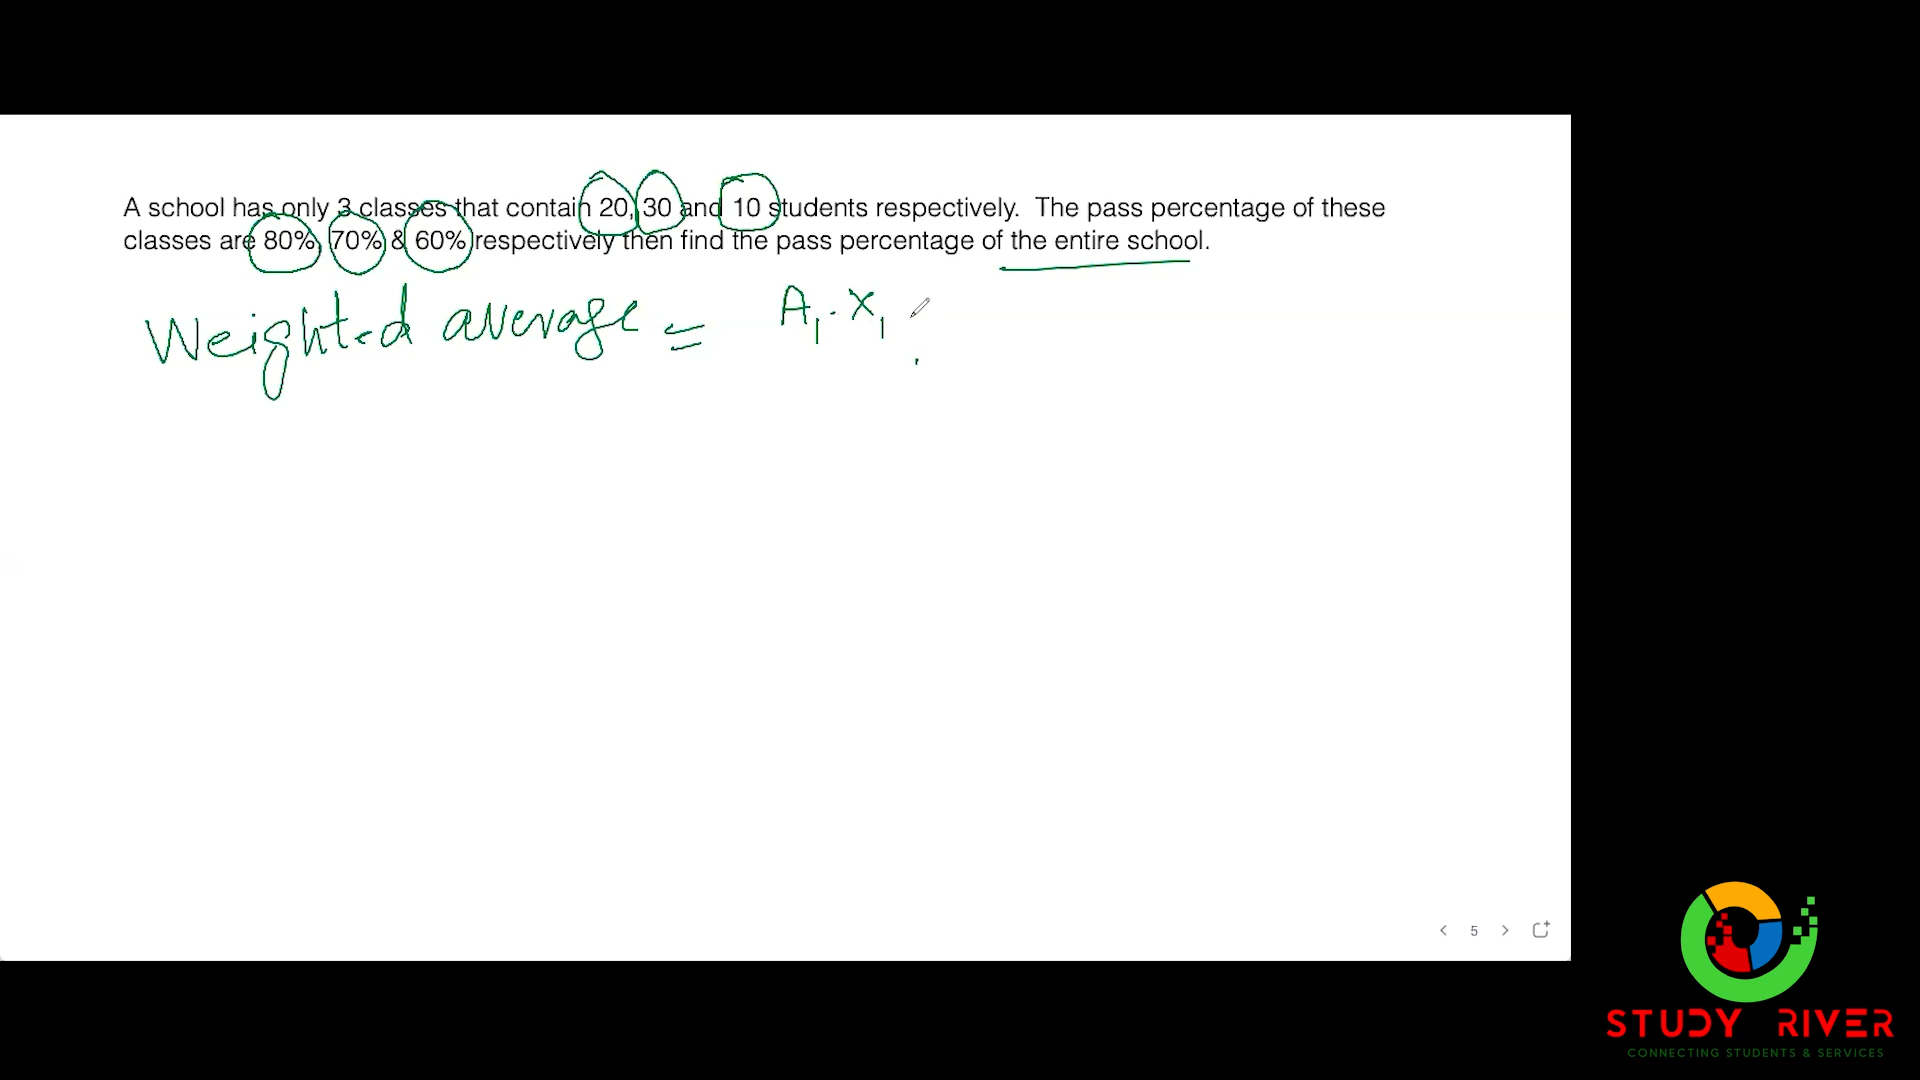 A school has only 3 classes that contain 20, 30 and 10 students respectively. The pass percentage of these
classes are 80%, 70% & 60% respectively then find the pass percentage of the entire school.
Weighted average = A₁. X₁
< 5 >
STUDY RIVER
CONNECTING STUDENTS & SERVICES